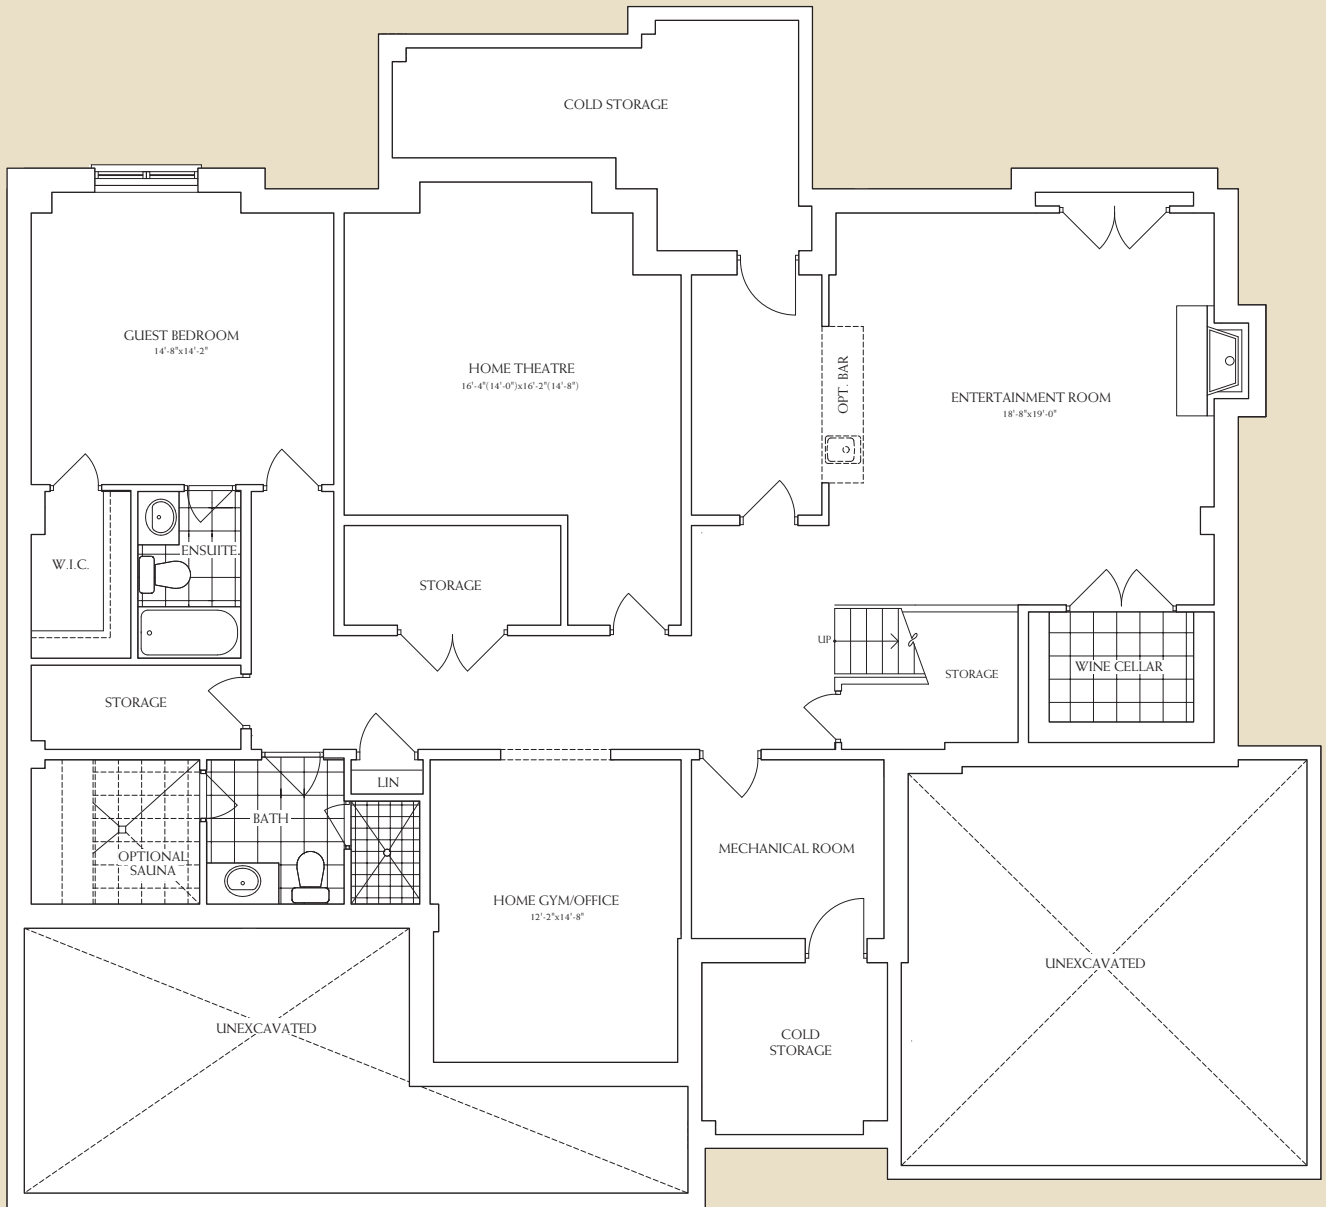 COLD STORAGE
GUEST BEDROOM
14'-8"x14'-2"
HOME THEATRE
16'-4"(14'-0")x16'-2"(14'-8")
OPT. BAR
ENTERTAINMENT ROOM
18'-8"x19'-0"
W.I.C.
ENSUITE
STORAGE
UP
STORAGE
WINE CELLAR
STORAGE
LIN
BATH
OPTIONAL
SAUNA
MECHANICAL ROOM
HOME GYM/OFFICE
12'-2"x14'-8"
UNEXCAVATED
UNEXCAVATED
COLD
STORAGE